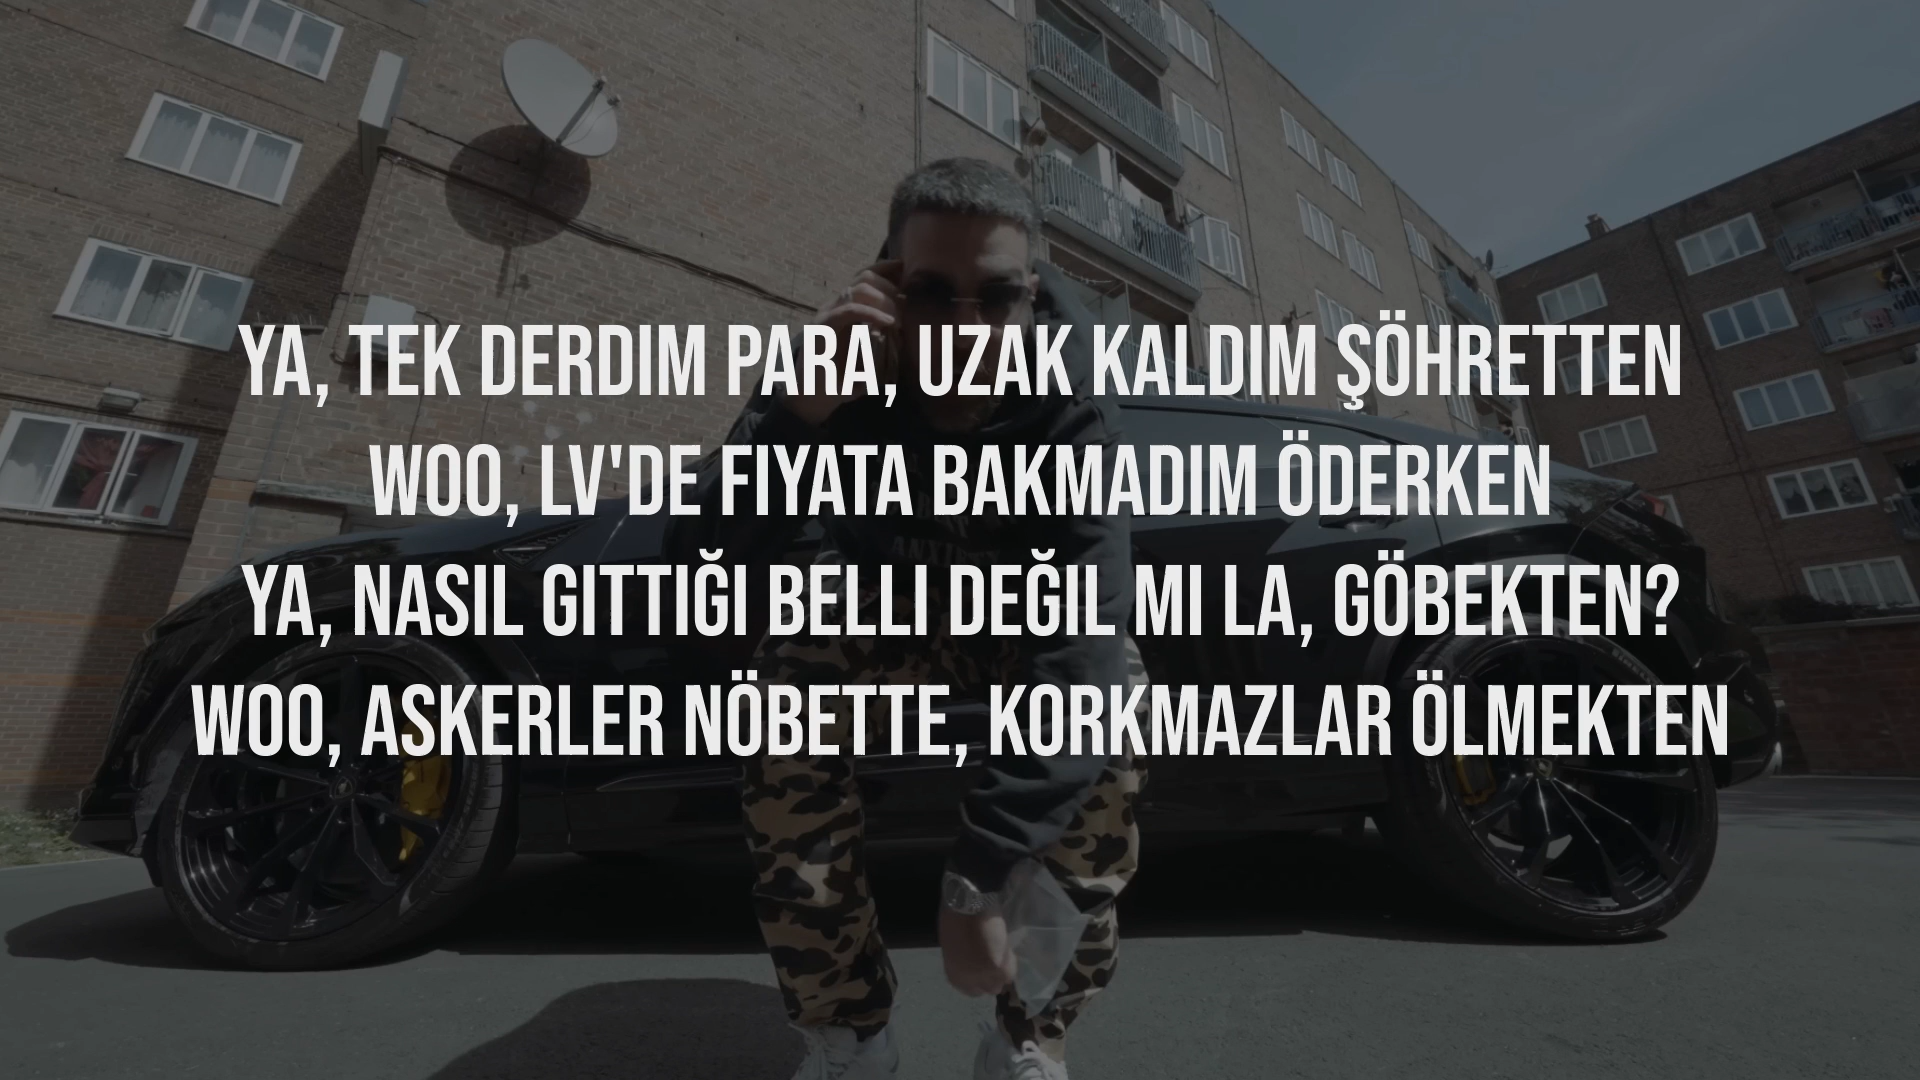 YA, TEK DERDIM PARA, UZAK KALDIM ŞÖHRETTEN
WOO, LV'DE FIYATA BAKMADIM ÖDERKEN
YA, NASIL GITTIĞI BELLI DEĞIL MI LA, GÖBEKTEN?
WOO, ASKERLER NÖBETTE, KORKMAZLAR ÖLMEKTEN